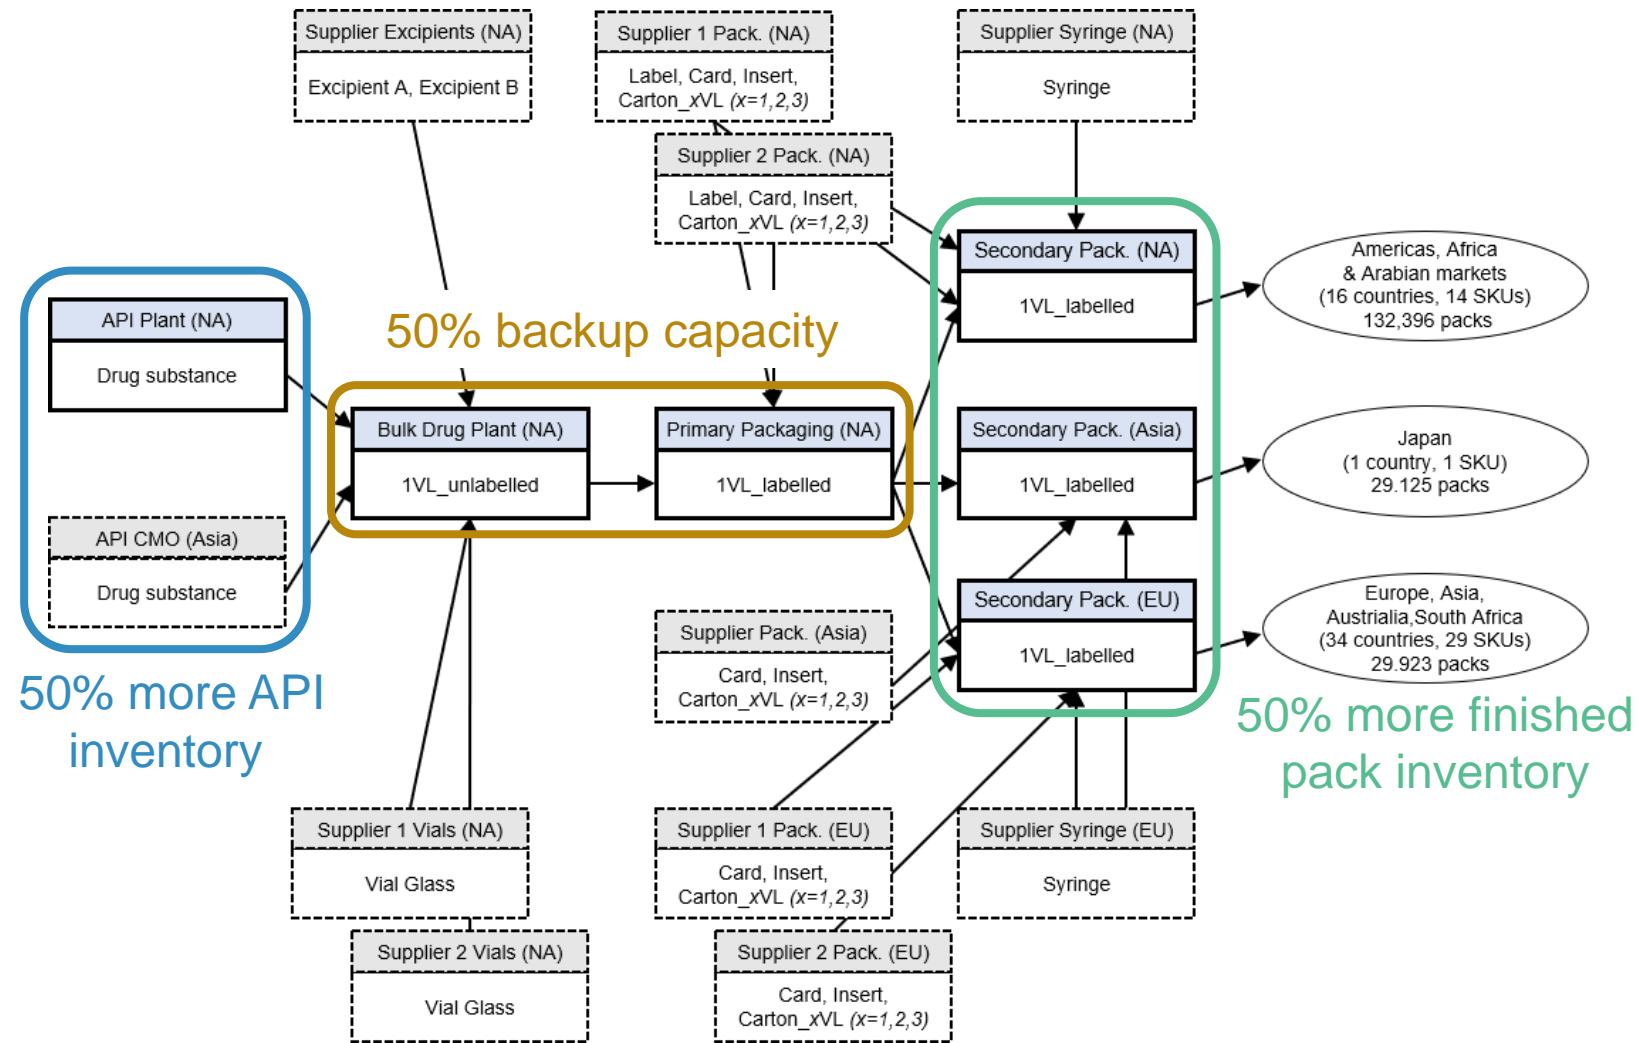 Supplier Excipients (NA)
Excipient A, Excipient B
Supplier 1 Pack. (NA)
Label, Card, Insert,
Carton_xVL (x=1,2,3)
Supplier Syringe (NA)
Syringe
Supplier 2 Pack. (NA)
Label, Card, Insert,
Carton_xVL (x=1,2,3)
API Plant (NA)
Drug substance
API CMO (Asia)
Drug substance
50% more API
inventory
50% backup capacity
Bulk Drug Plant (NA)
1VL_unlabelled
Primary Packaging (NA)
1VL_labelled
Secondary Pack. (NA)
1VL_labelled
Secondary Pack. (Asia)
1VL_labelled
Secondary Pack. (EU)
1VL_labelled
Americas, Africa
& Arabian markets
(16 countries, 14 SKUs)
132,396 packs
Japan
(1 country, 1 SKU)
29.125 packs
Europe, Asia,
Austrialia,South Africa
(34 countries, 29 SKUs)
29.923 packs
50% more finished
pack inventory
Supplier Pack. (Asia)
Card, Insert,
Carton_xVL (x=1,2,3)
Supplier 1 Vials (NA)
Vial Glass
Supplier 2 Vials (NA)
Vial Glass
Supplier 1 Pack. (EU)
Card, Insert,
Carton_xVL (x=1,2,3)
Supplier 2 Pack. (EU)
Card, Insert,
Carton_xVL (x=1,2,3)
Supplier Syringe (EU)
Syringe